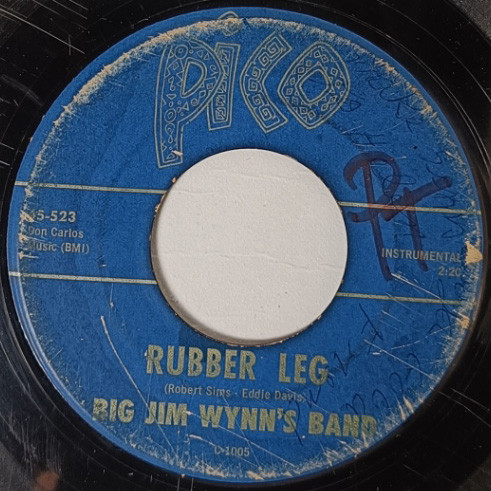 PICO
45-523
Don Carlos
Music (BMI)
INSTRUMENTAL
2:20
RUBBER LEG
(Robert Sims - Eddie Davis)
BIG JIM WYNN'S BAND
C-1005